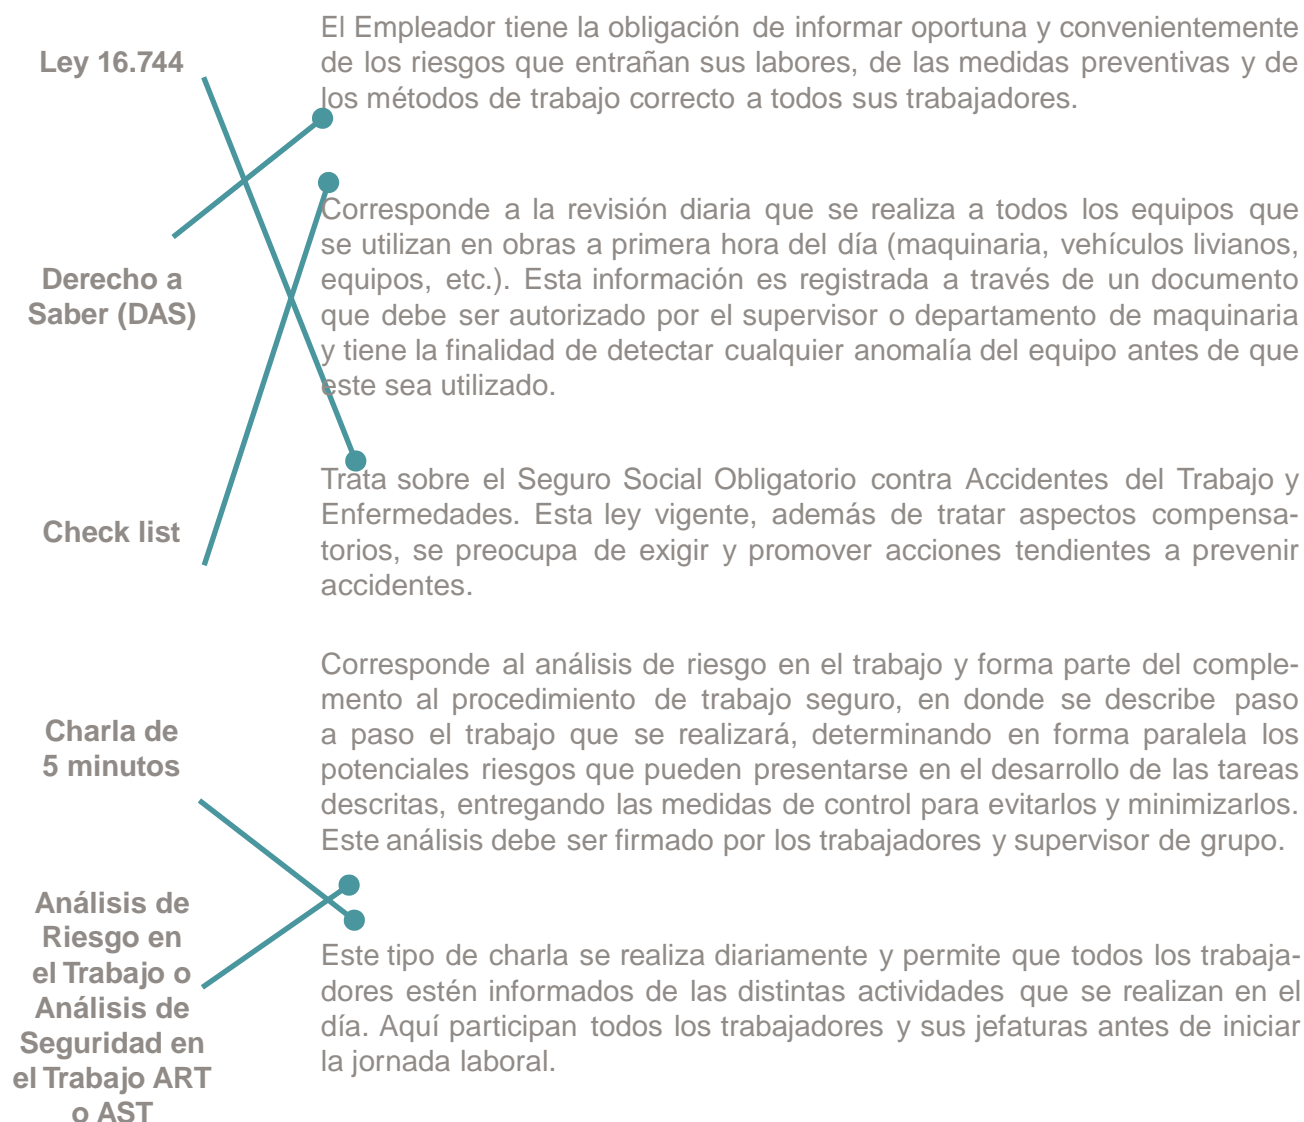 Ley 16.744
El Empleador tiene la obligación de informar oportuna y convenientemente
de los riesgos que entrañan sus labores, de las medidas preventivas y de
los métodos de trabajo correcto a todos sus trabajadores.
Derecho a
Saber (DAS)
Corresponde a la revisión diaria que se realiza a todos los equipos que
se utilizan en obras a primera hora del día (maquinaria, vehículos livianos,
equipos, etc.). Esta información es registrada a través de un documento
que debe ser autorizado por el supervisor o departamento de maquinaria
y tiene la finalidad de detectar cualquier anomalía del equipo antes de que
este sea utilizado.
Check list
Trata sobre el Seguro Social Obligatorio contra Accidentes del Trabajo y
Enfermedades. Esta ley vigente, además de tratar aspectos compensa-
torios, se preocupa de exigir y promover acciones tendientes a prevenir
accidentes.
Charla de
5 minutos
Corresponde al análisis de riesgo en el trabajo y forma parte del comple-
mento al procedimiento de trabajo seguro, en donde se describe paso
a paso el trabajo que se realizará, determinando en forma paralela los
potenciales riesgos que pueden presentarse en el desarrollo de las tareas
descritas, entregando las medidas de control para evitarlos y minimizarlos.
Este análisis debe ser firmado por los trabajadores y supervisor de grupo.
Análisis de
Riesgo en
el Trabajo o
Análisis de
Seguridad en
el Trabajo ART
o AST
Este tipo de charla se realiza diariamente y permite que todos los trabaja-
dores estén informados de las distintas actividades que se realizan en el
día. Aquí participan todos los trabajadores y sus jefaturas antes de iniciar
la jornada laboral.